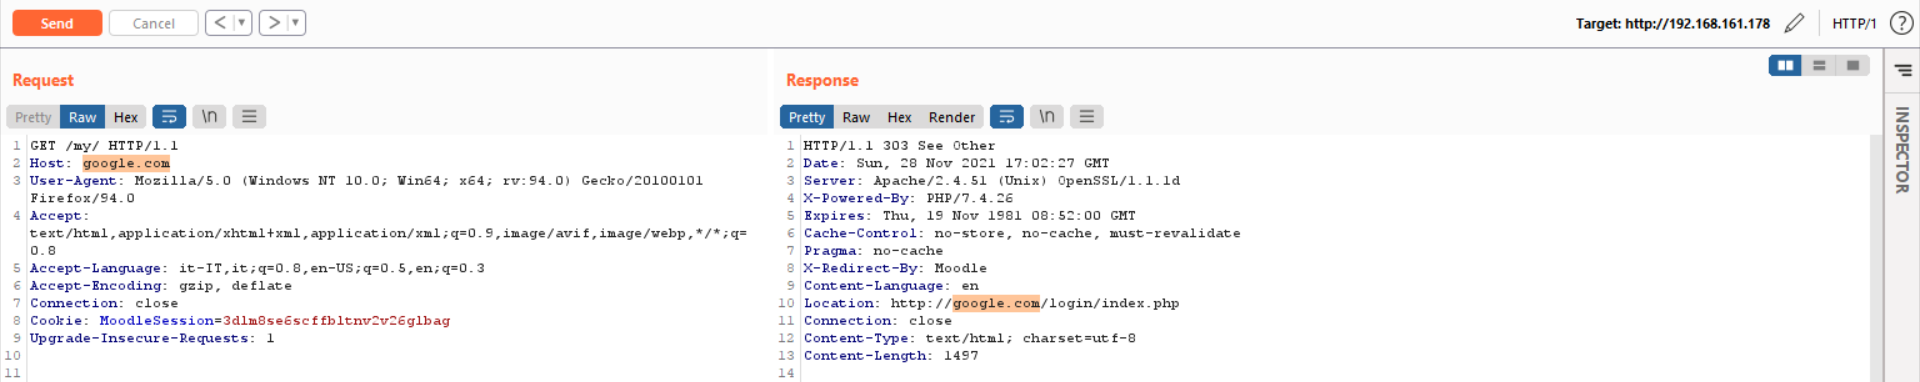 Send
Cancel
< ▼
> ▼
Target: http://192.168.161.178
HTTP/1
?
Request
Pretty Raw Hex \n
1 GET /my/ HTTP/1.1
2 Host: google.com
3 User-Agent: Mozilla/5.0 (Windows NT 10.0; Win64; x64; rv:94.0) Gecko/20100101
Firefox/94.0
4 Accept:
text/html,application/xhtml+xml,application/xml;q=0.9,image/avif,image/webp,*/*;q=
0.8
5 Accept-Language: it-IT,it;q=0.8,en-US;q=0.5,en;q=0.3
6 Accept-Encoding: gzip, deflate
7 Connection: close
8 Cookie: MoodleSession=3dlm8se6scffbltnv2v26glbag
9 Upgrade-Insecure-Requests: 1
10
11
Response
Pretty Raw Hex Render \n
1 HTTP/1.1 303 See Other
2 Date: Sun, 28 Nov 2021 17:02:27 GMT
3 Server: Apache/2.4.51 (Unix) OpenSSL/1.1.1d
4 X-Powered-By: PHP/7.4.26
5 Expires: Thu, 19 Nov 1981 08:52:00 GMT
6 Cache-Control: no-store, no-cache, must-revalidate
7 Pragma: no-cache
8 X-Redirect-By: Moodle
9 Content-Language: en
10 Location: http://google.com/login/index.php
11 Connection: close
12 Content-Type: text/html; charset=utf-8
13 Content-Length: 1497
14
INSPECTOR